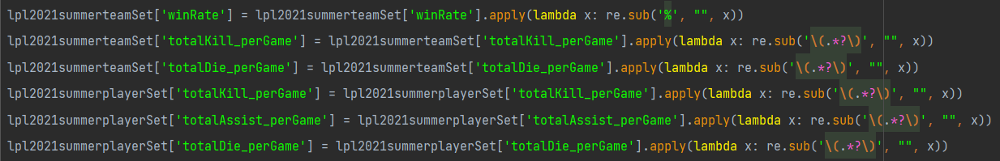 lpl2021summerteamSet['winRate'] = lpl2021summerteamSet['winRate'].apply(lambda x: re.sub('%', "", x))
lpl2021summerteamSet['totalKill_perGame'] = lpl2021summerteamSet['totalKill_perGame'].apply(lambda x: re.sub('\(.*?\)', "", x))
lpl2021summerteamSet['totalDie_perGame'] = lpl2021summerteamSet['totalDie_perGame'].apply(lambda x: re.sub('\(.*?\)', "", x))
lpl2021summerplayerSet['totalKill_perGame'] = lpl2021summerplayerSet['totalKill_perGame'].apply(lambda x: re.sub('\(.*?\)', "", x))
lpl2021summerplayerSet['totalAssist_perGame'] = lpl2021summerplayerSet['totalAssist_perGame'].apply(lambda x: re.sub('\(.*?\)', "", x))
lpl2021summerplayerSet['totalDie_perGame'] = lpl2021summerplayerSet['totalDie_perGame'].apply(lambda x: re.sub('\(.*?\)', "", x))